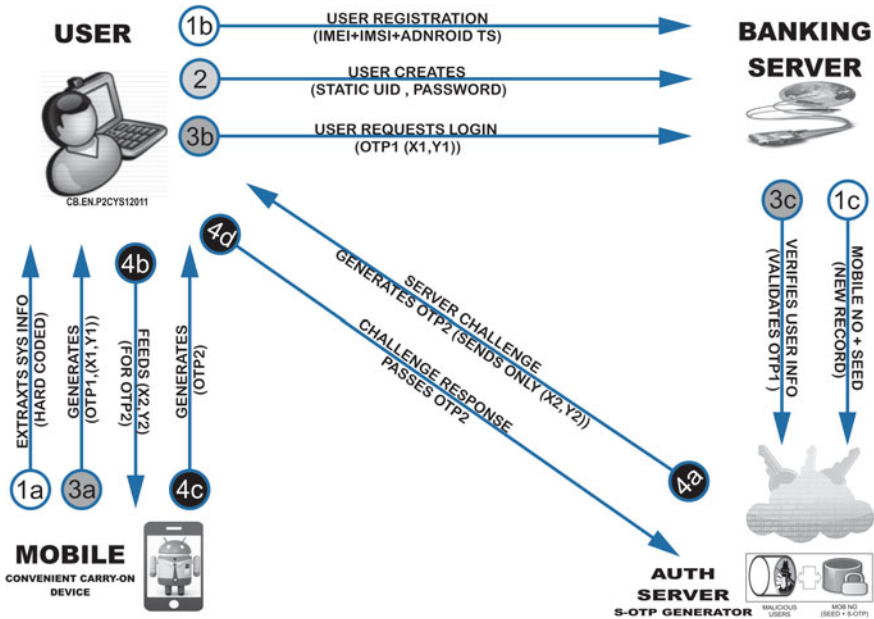 USER
1b
USER REGISTRATION
(IMEI+IMSI+ADNROID TS)
BANKING
SERVER
2
USER CREATES
(STATIC UID , PASSWORD)
3b
USER REQUESTS LOGIN
(OTP1 (X1,Y1))
CB.EN.P2CYS12011
4d
4b
3c
1c
EXTRAXTS SYS INFO
(HARD CODED)
GENERATES
(OTP1,(X1,Y1))
FEEDS (X2,Y2)
(FOR OTP2)
GENERATES
(OTP2)
SERVER CHALLENGE
GENERATES OTP2 (SENDS ONLY (X2,Y2))
CHALLENGE RESPONSE
PASSES OTP2
VERIFIES USER INFO
(VALIDATES OTP1 )
MOBILE NO + SEED
(NEW RECORD)
1a
3a
4c
4a
MOBILE
CONVENIENT CARRY-ON
DEVICE
AUTH
SERVER
S-OTP GENERATOR
MALICIOUS
USERS
MOB NO
(SEED + S-OTP)